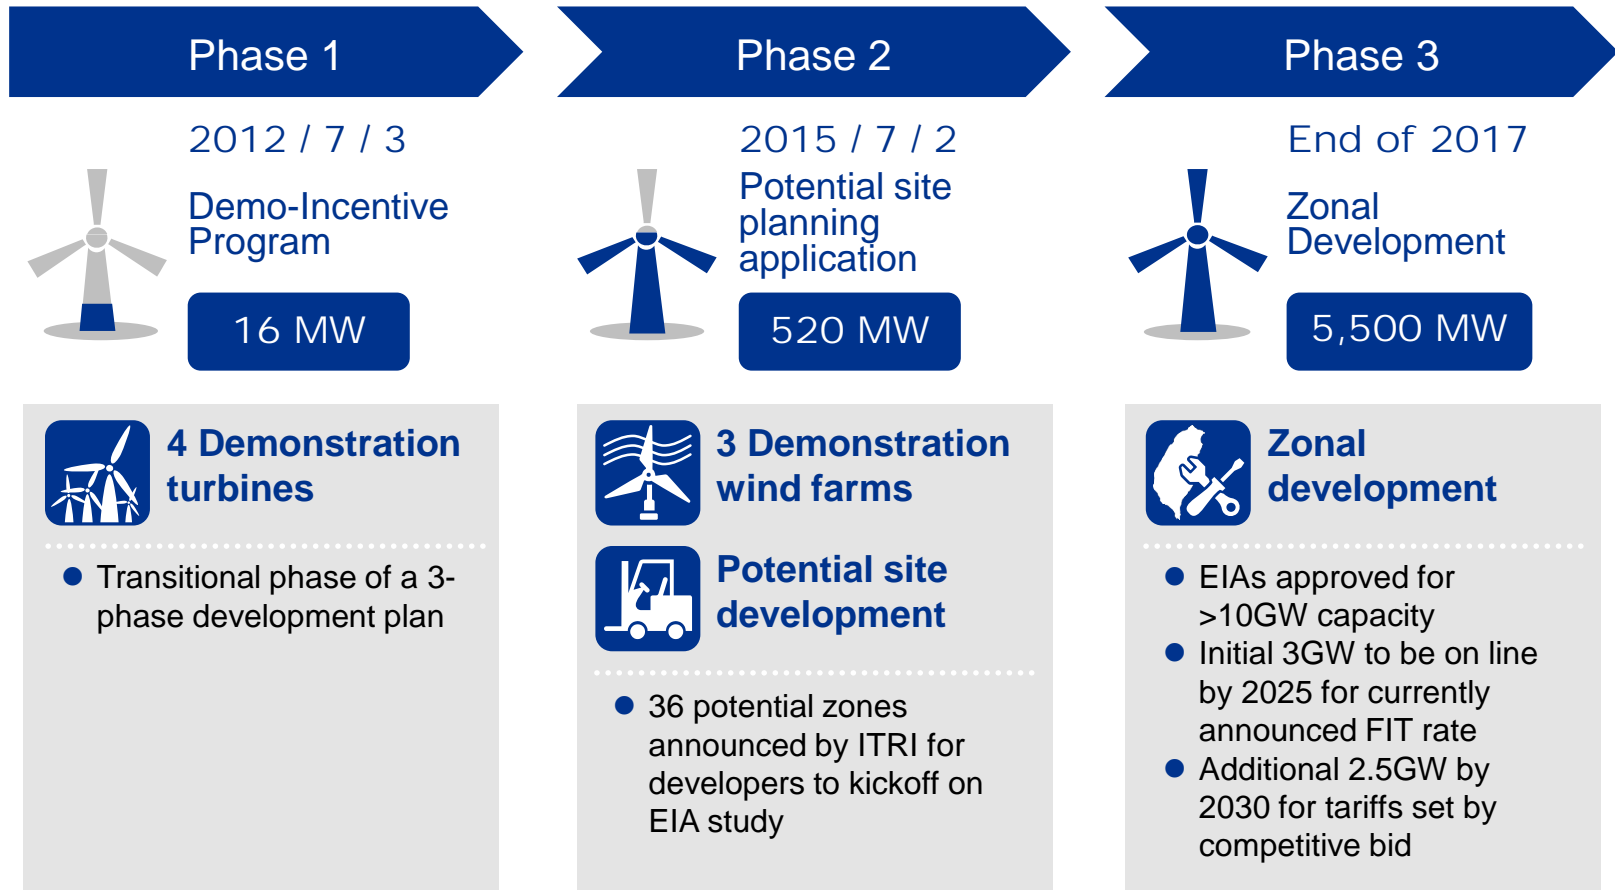 Phase 1
2012 / 7 / 3
Demo-Incentive
Program
16 MW
4 Demonstration
turbines
Transitional phase of a 3-
phase development plan
Phase 2
2015 / 7 / 2
Potential site
planning
application
520 MW
3 Demonstration
wind farms
Potential site
development
36 potential zones
announced by ITRI for
developers to kickoff on
EIA study
Phase 3
End of 2017
Zonal
Development
5,500 MW
Zonal
development
EIAs approved for
>10GW capacity
Initial 3GW to be on line
by 2025 for currently
announced FIT rate
Additional 2.5GW by
2030 for tariffs set by
competitive bid